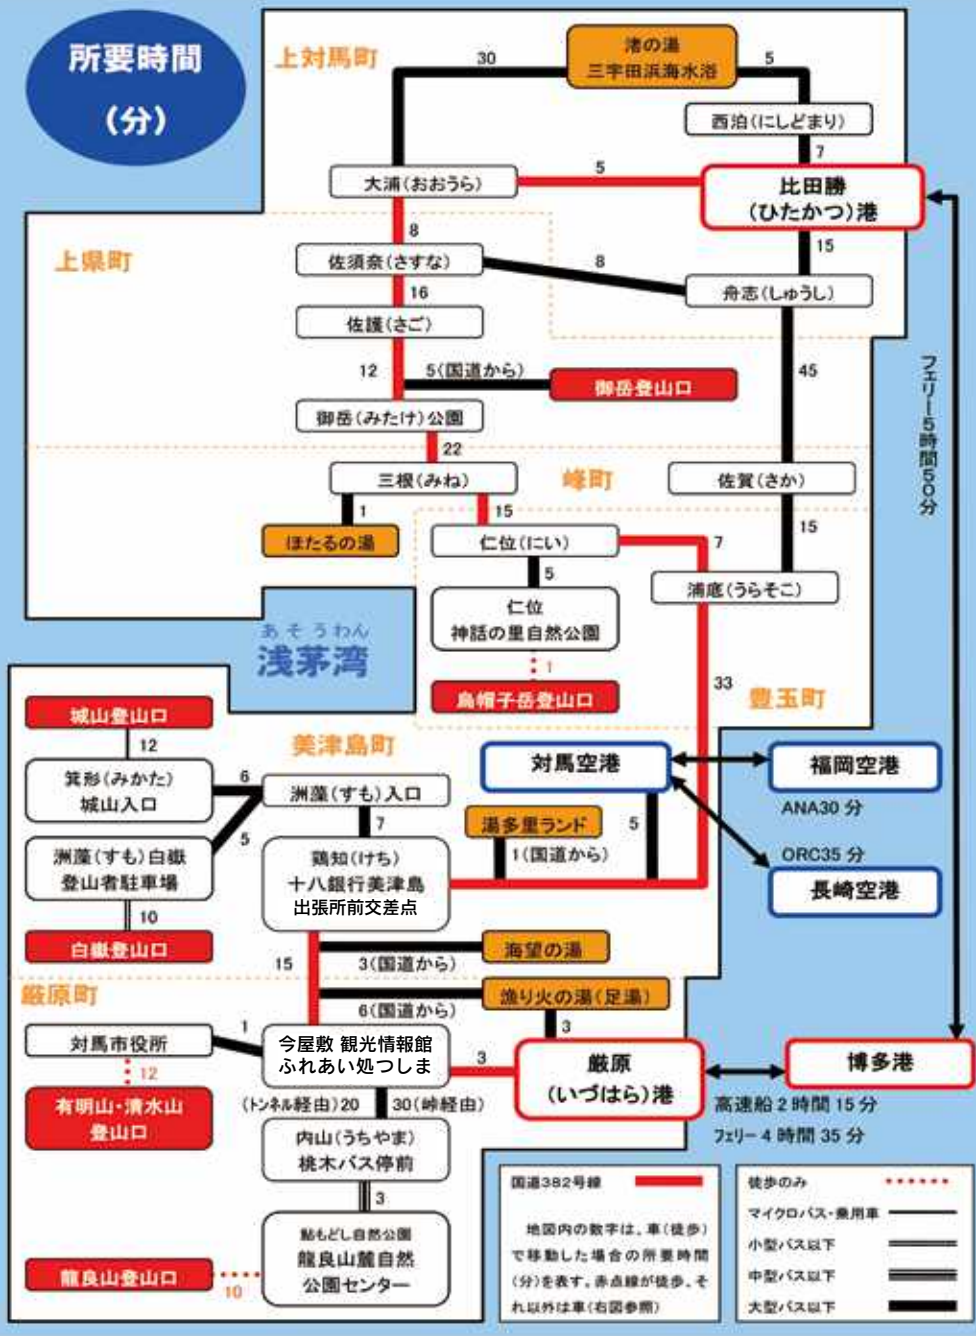 所要時間
(分)
上対馬町
30
渚の湯
三宇田浜海水浴
5
西泊(にしどまり)
7
大浦(おおうら)
5
比田勝
(ひたかつ)港
8
15
上県町
佐須奈(さすな)
8
舟志(しゅうし)
16
佐護(さご)
12
5(国道から)
御岳登山口
45
御岳(みたけ)公園
22
三根(みね)
峰町
佐賀(さか)
1
15
15
ほたるの湯
仁位(にい)
7
5
浦底(うらそこ)
仁位
神話の里自然公園
1
烏帽子岳登山口
33
豊玉町
あそうわん
浅茅湾
フェリー5時間50分
城山登山口
12
美津島町
箕形(みかた)
城山入口
6
洲藻(すも)入口
対馬空港
福岡空港
ANA30 分
7
5
洲藻(すも)白嶽
登山者駐車場
鶏知(けち)
十八銀行美津島
出張所前交差点
湯多里ランド
1(国道から)
5
ORC35 分
長崎空港
10
白嶽登山口
15
3(国道から)
海望の湯
厳原町
6(国道から)
漁り火の湯(足湯)
対馬市役所
1
今屋敷 観光情報館
ふれあい処つしま
3
3
厳原
(いづはら)港
博多港
高速船 2 時間 15 分
フェリー 4 時間 35 分
12
有明山・清水山
登山口
(トンネル経由)20
30(峠経由)
内山(うちやま)
桃木バス停前
3
鮎もどし自然公園
龍良山麓自然
公園センター
龍良山登山口
10
国道382号線
地図内の数字は、車(徒歩)
で移動した場合の所要時間
(分)を表す。赤点線が徒歩、そ
れ以外は車(右図参照)
徒歩のみ
マイクロバス・乗用車
小型バス以下
中型バス以下
大型バス以下